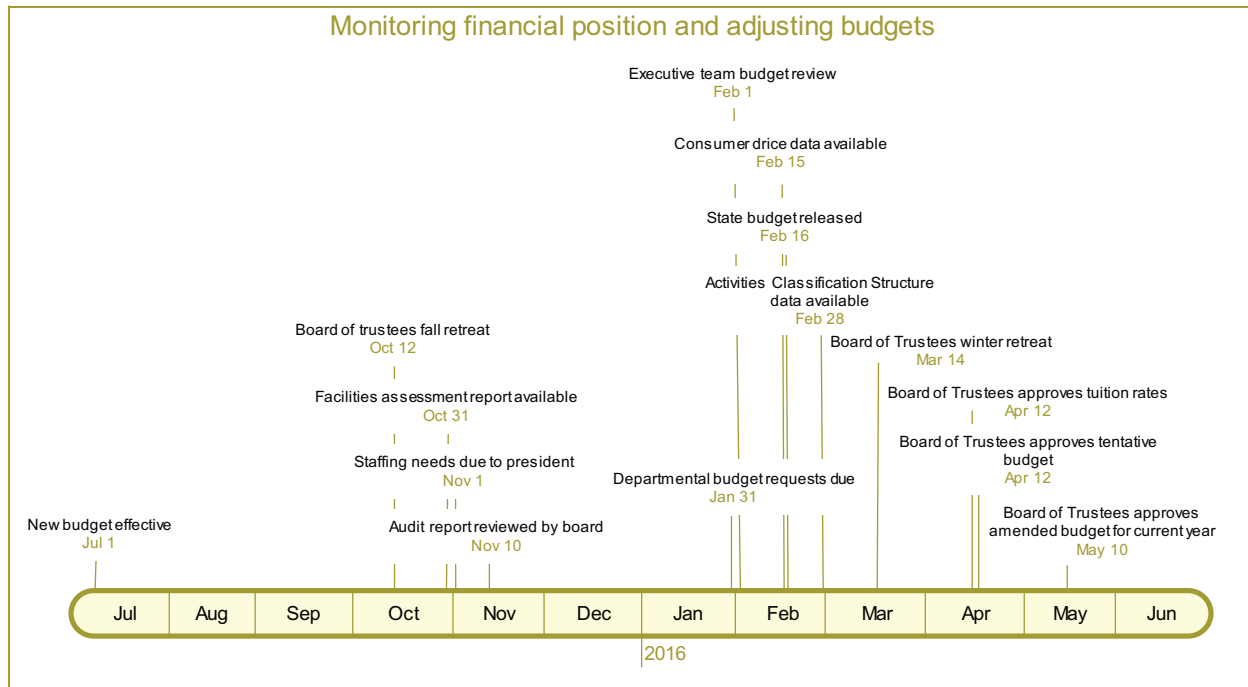 Monitoring financial position and adjusting budgets
Executive team budget review
Feb 1
Consumer drice data available
Feb 15
State budget released
Feb 16
Activities Classification Structure
data available
Feb 28
Board of trustees fall retreat
Oct 12
Board of Trustees winter retreat
Mar 14
Facilities assessment report available
Oct 31
Board of Trustees approves tuition rates
Apr 12
Staffing needs due to president
Nov 1
Board of Trustees approves tentative
budget
Apr 12
Departmental budget requests due
Jan 31
New budget effective
Jul 1
Audit report reviewed by board
Nov 10
Board of Trustees approves
amended budget for current year
May 10
Jul Aug Sep Oct Nov Dec Jan Feb Mar Apr May Jun
2016